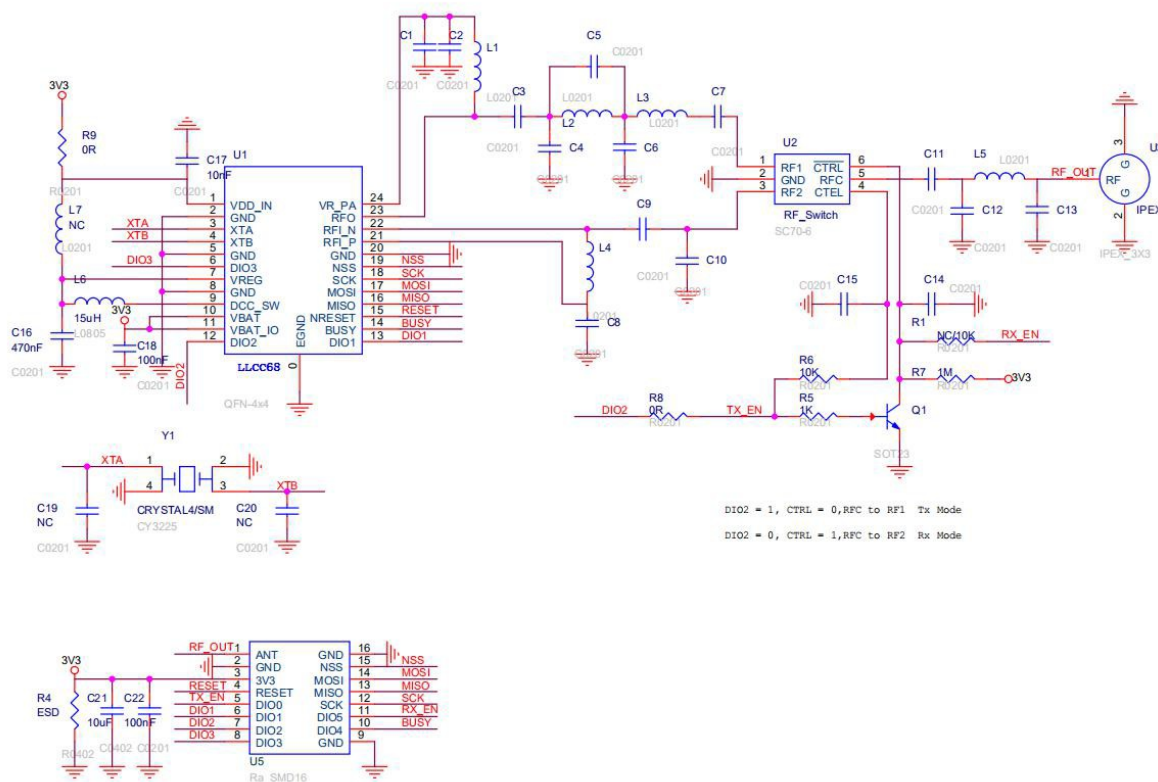 C1
C2
L1
C0201
C0201
C5
C0201
3V3
R9
0R
R0201
C17
10nF
C0201
L0201
C3
L0201
L2
L3
L0201
C7
C0201
C4
C6
U2
1
RF1
CTRL
6
2
GND
RFC
5
3
RF2
CTEL
4
RF_Switch
SC70-6
C11
C0201
L5
L0201
RF_OUT
1
C12
C0201
C13
C0201
3
G
RF
G
2
IPEX
IPEX_3X3
L7
NC
L0201
XTA
XTB
DIO3
L6
15uH
L0805
3V3
C16
470nF
C0201
C18
100nF
C0201
DIO2
U1
1
VDD_IN
VR_PA
24
2
GND
RFO
23
3
XTA
RFI_N
22
4
XTB
RFI_P
21
5
GND
GND
20
6
DIO3
NSS
19
NSS
7
VREG
SCK
18
SCK
8
GND
MOSI
17
MOSI
9
DCC_SW
MISO
16
MISO
10
VBAT
NRESET
15
RESET
11
VBAT_IO
BUSY
14
BUSY
12
DIO2
DIO1
13
DIO1
EGND
0
LLCC68
QFN-4x4
C9
C0201
C10
L4
L0201
C8
C15
C0201
C14
C0201
R1
NC/10K
R0201
RX_EN
R6
10K
R0201
R7
1M
R0201
3V3
DIO2
R8
0R
R0201
TX_EN
R5
1K
R0201
Q1
SOT23
Y1
XTA
1
2
4
3
XTB
C19
NC
C0201
CRYSTAL4/SM
CY3225
C20
NC
C0201
DIO2 = 1, CTRL = 0,RFC to RF1 Tx Mode
DIO2 = 0, CTRL = 1,RFC to RF2 Rx Mode
3V3
R4
ESD
R0402
C21
10uF
C0402
C22
100nF
C0201
RF_OUT
1
ANT
GND
16
2
GND
NSS
15
NSS
3
3V3
MOSI
14
MOSI
RESET
4
RESET
MISO
13
MISO
TX_EN
5
DIO0
SCK
12
SCK
DIO1
6
DIO1
DIO5
11
RX_EN
DIO2
7
DIO2
DIO4
10
BUSY
DIO3
8
DIO3
GND
9
U5
Ra_SMD16